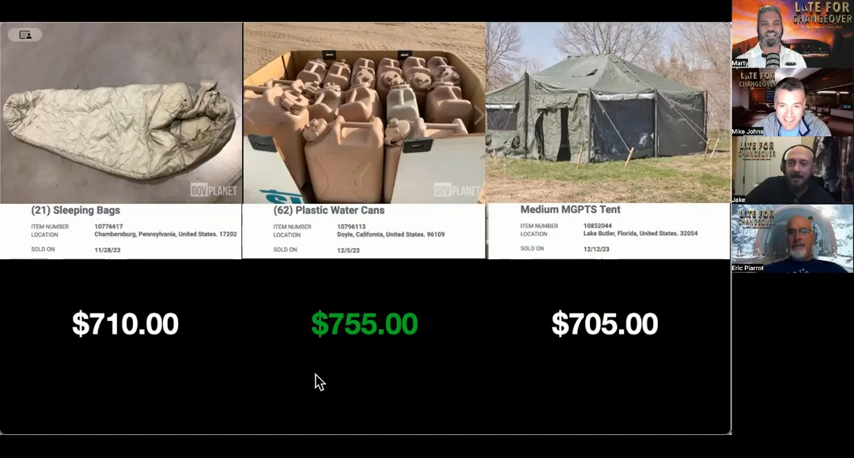 LATE FOR
CHANGEOVER
Marty
GOVPLANET
GOVPLANET
LATE FOR
CHANGEOVER
Mike Johns
LATE FOR
CHANGEOVER
Jake
LATE FOR
CHANGEOVER
Eric Piarrot
(21) Sleeping Bags
ITEM NUMBER 10776617
LOCATION Chambersburg, Pennsylvania, United States. 17202
SOLD ON 11/28/23
(62) Plastic Water Cans
ITEM NUMBER 10796113
LOCATION Doyle, California, United States. 96109
SOLD ON 12/5/23
Medium MGPTS Tent
ITEM NUMBER 10852044
LOCATION Lake Butler, Florida, United States. 32054
SOLD ON 12/12/23
$710.00
$755.00
$705.00